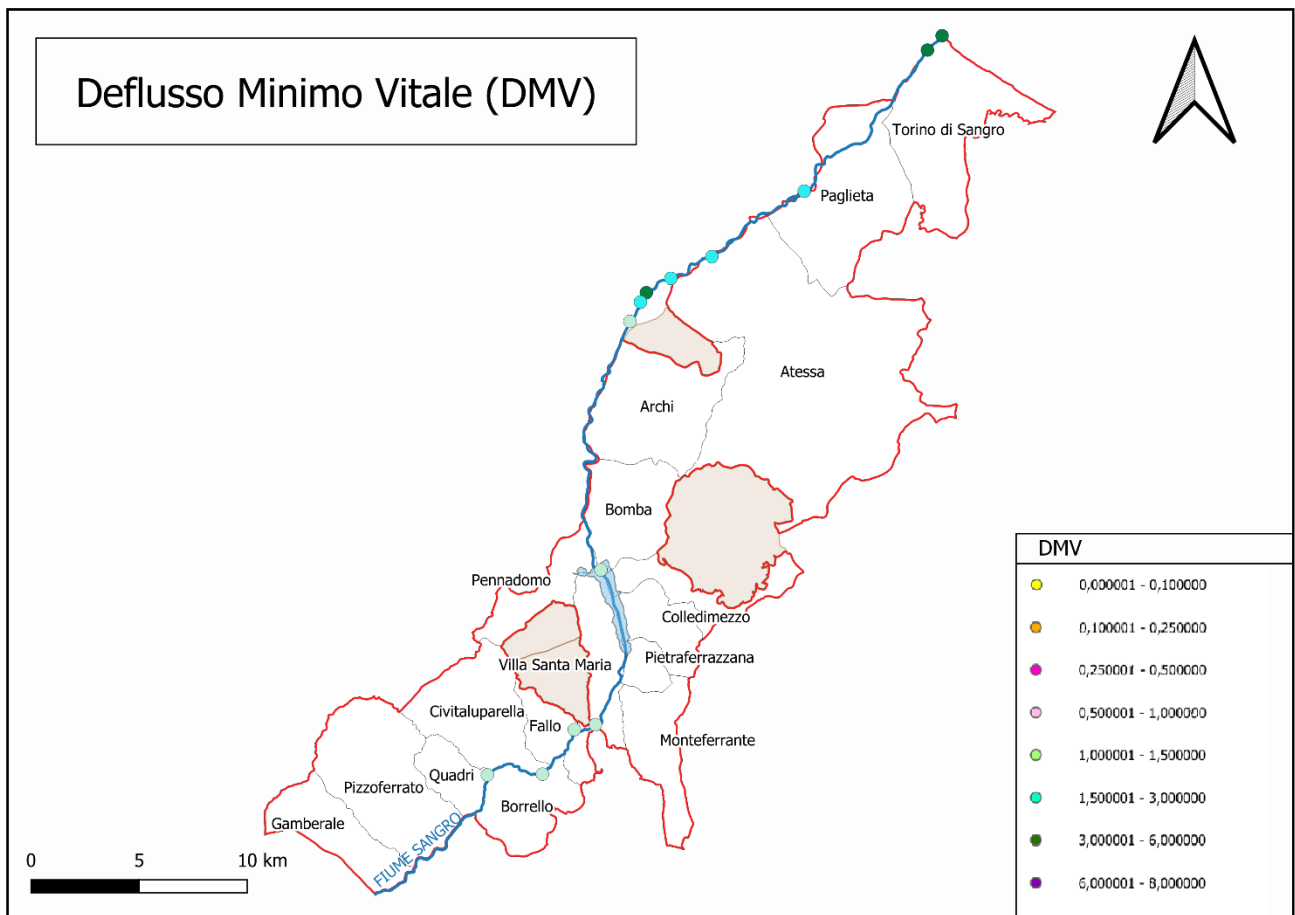 Deflusso Minimo Vitale (DMV)
Torino di Sangro
Paglieta
Atessa
Archi
Bomba
Pennadomo
Colledimezzo
Villa Santa Maria
Pietraferrazzana
Civitaluparella
Fallo
Monteferrante
Quadri
Pizzoferrato
Borrello
Gamberale
FIUME SANGRO
0 5 10 km
DMV
0,000001 - 0,100000
0,100001 - 0,250000
0,250001 - 0,500000
0,500001 - 1,000000
1,000001 - 1,500000
1,500001 - 3,000000
3,000001 - 6,000000
6,000001 - 8,000000